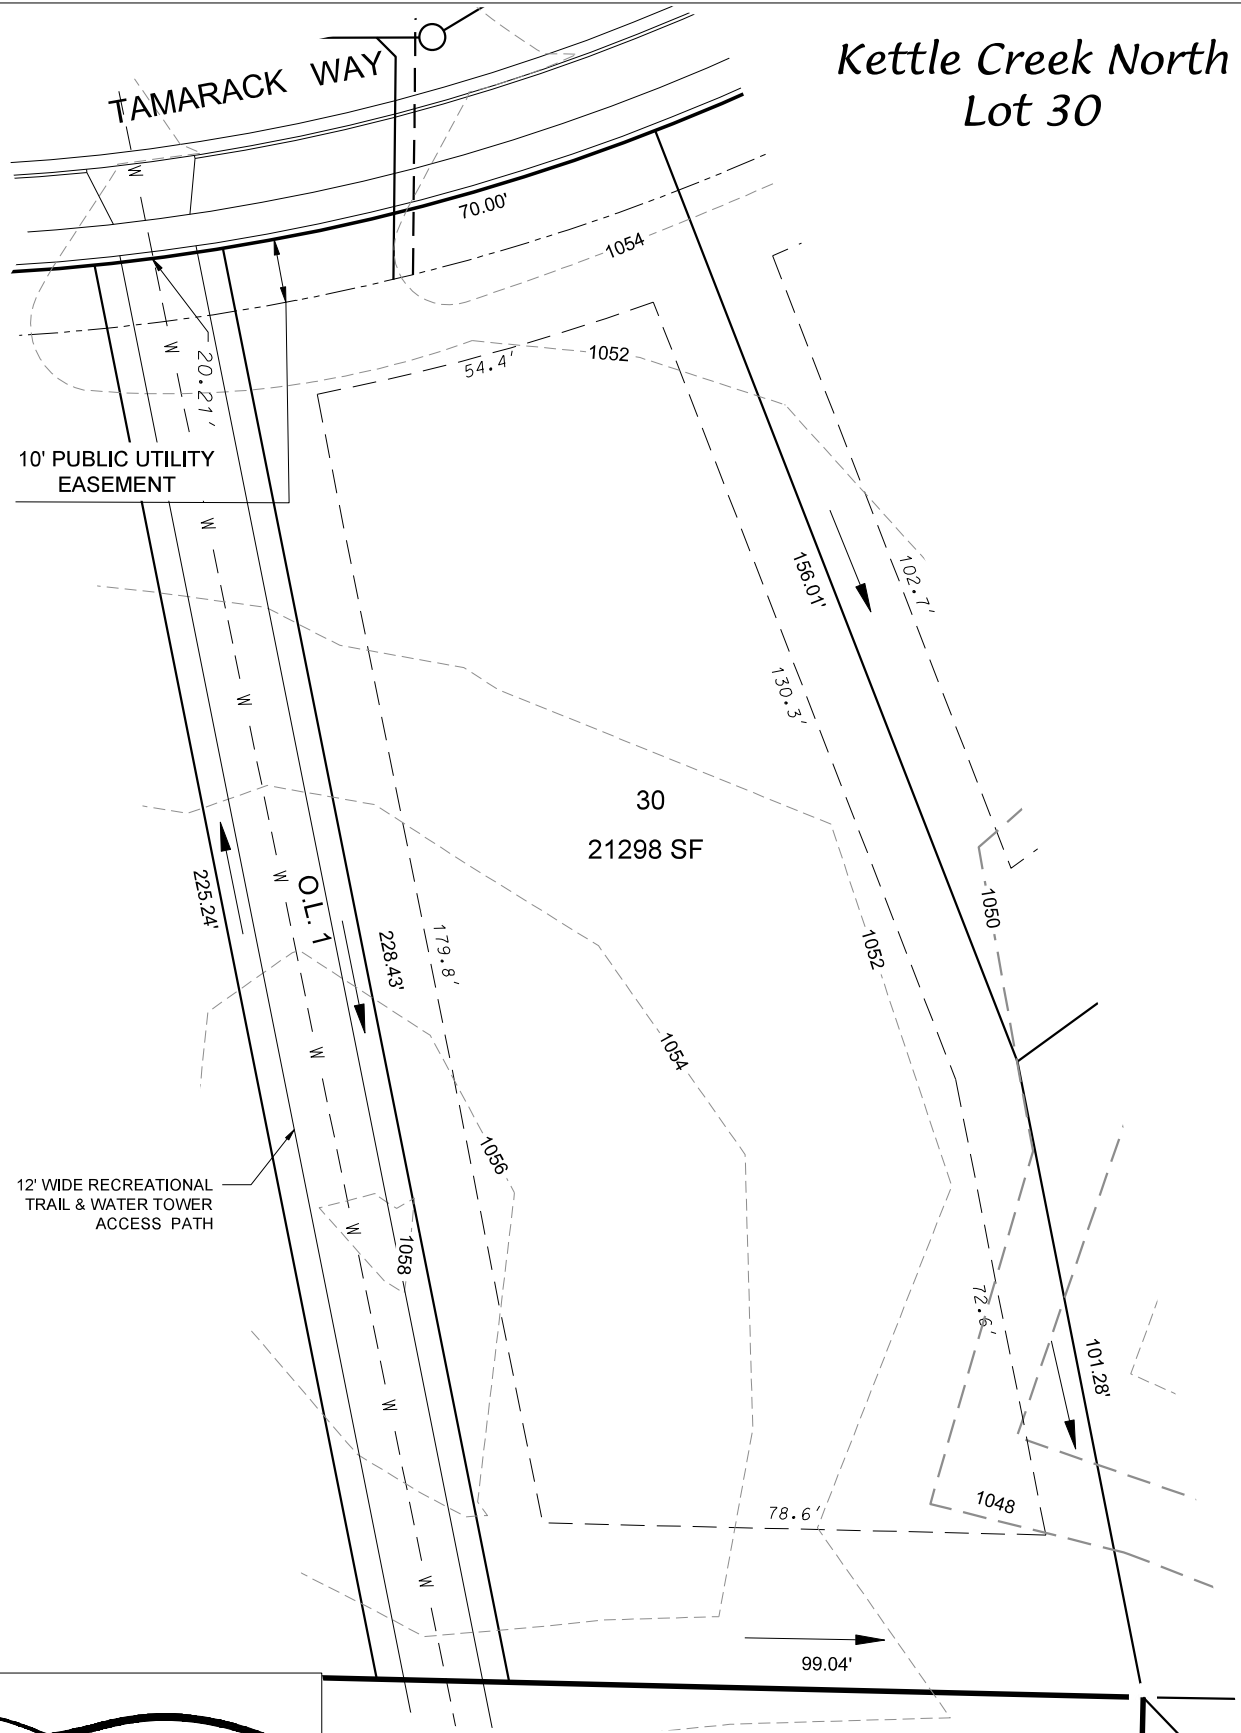 Kettle Creek North
Lot 30
TAMARACK WAY
W
70.00'
1054
1052
54.4'
W
20.21'
10' PUBLIC UTILITY
EASEMENT
W
156.01'
102.7'
130.3'
W
30
21298 SF
225.24'
W
O.L. 1
228.43'
179.8'
1052
1050
W
1054
1056
12' WIDE RECREATIONAL
TRAIL & WATER TOWER
ACCESS PATH
W
1058
72.6'
101.28'
W
78.6'
1048
W
99.04'